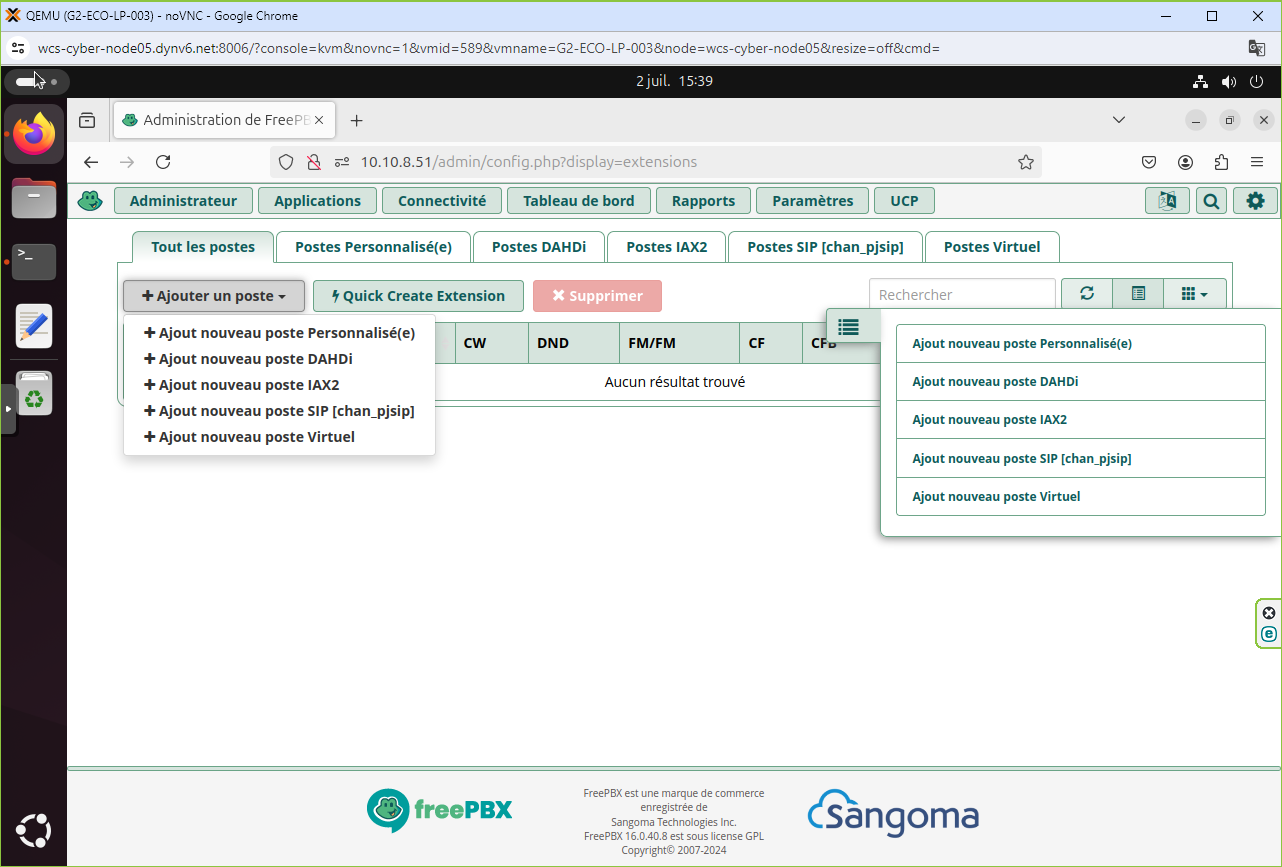 QEMU (G2-ECO-LP-003) - noVNC - Google Chrome
wcs-cyber-node05.dynv6.net:8006/?console=kvm&novnc=1&vmid=589&vmname=G2-ECO-LP-003&node=wcs-cyber-node05&resize=off&cmd=
2 juil. 15:39
Administration de FreePB
10.10.8.51/admin/config.php?display=extensions
Administrateur Applications Connectivité Tableau de bord Rapports Paramètres UCP
Tout les postes Postes Personnalisé(e) Postes DAHDi Postes IAX2 Postes SIP [chan_pjsip] Postes Virtuel
Ajouter un poste Quick Create Extension Supprimer Rechercher
CW DND FM/FM CF CFB
Aucun résultat trouvé
Ajout nouveau poste Personnalisé(e)
Ajout nouveau poste DAHDi
Ajout nouveau poste IAX2
Ajout nouveau poste SIP [chan_pjsip]
Ajout nouveau poste Virtuel
Ajout nouveau poste Personnalisé(e)
Ajout nouveau poste DAHDi
Ajout nouveau poste IAX2
Ajout nouveau poste SIP [chan_pjsip]
Ajout nouveau poste Virtuel
freePBX
FreePBX est une marque de commerce
enregistrée de
Sangoma Technologies Inc.
FreePBX 16.0.40.8 est sous license GPL
Copyright© 2007-2024
Sangoma